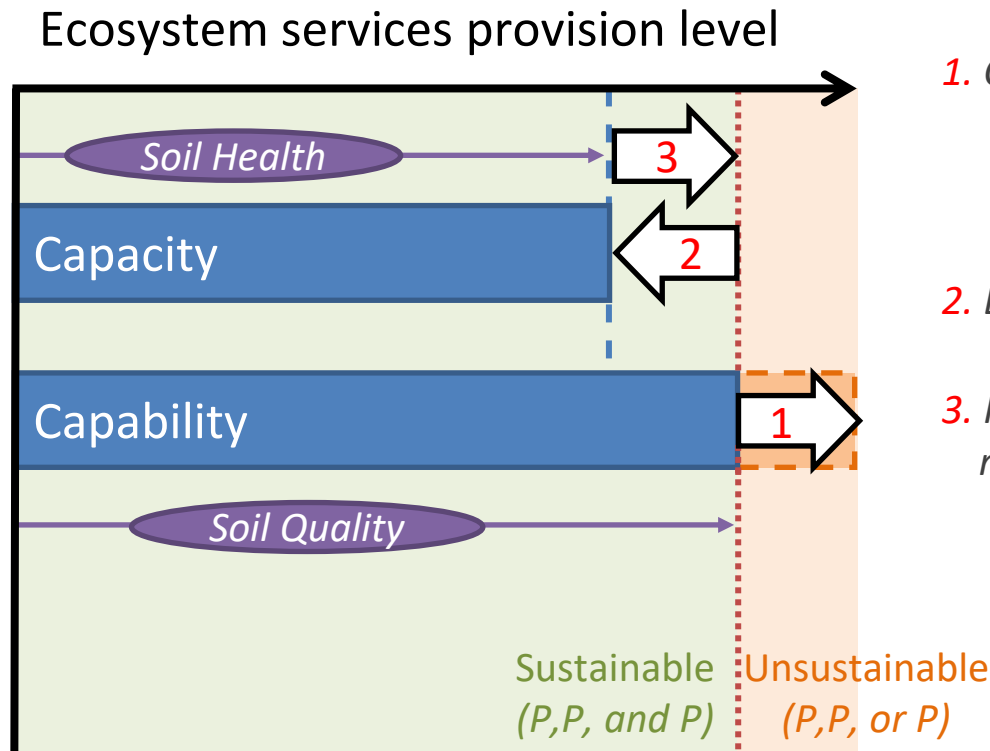 Ecosystem services provision level
1.
Soil Health
3
Capacity
2
2.
Capability
1
3.
Soil Quality
Sustainable
Unsustainable
(P,P, and P)
(P,P, or P)